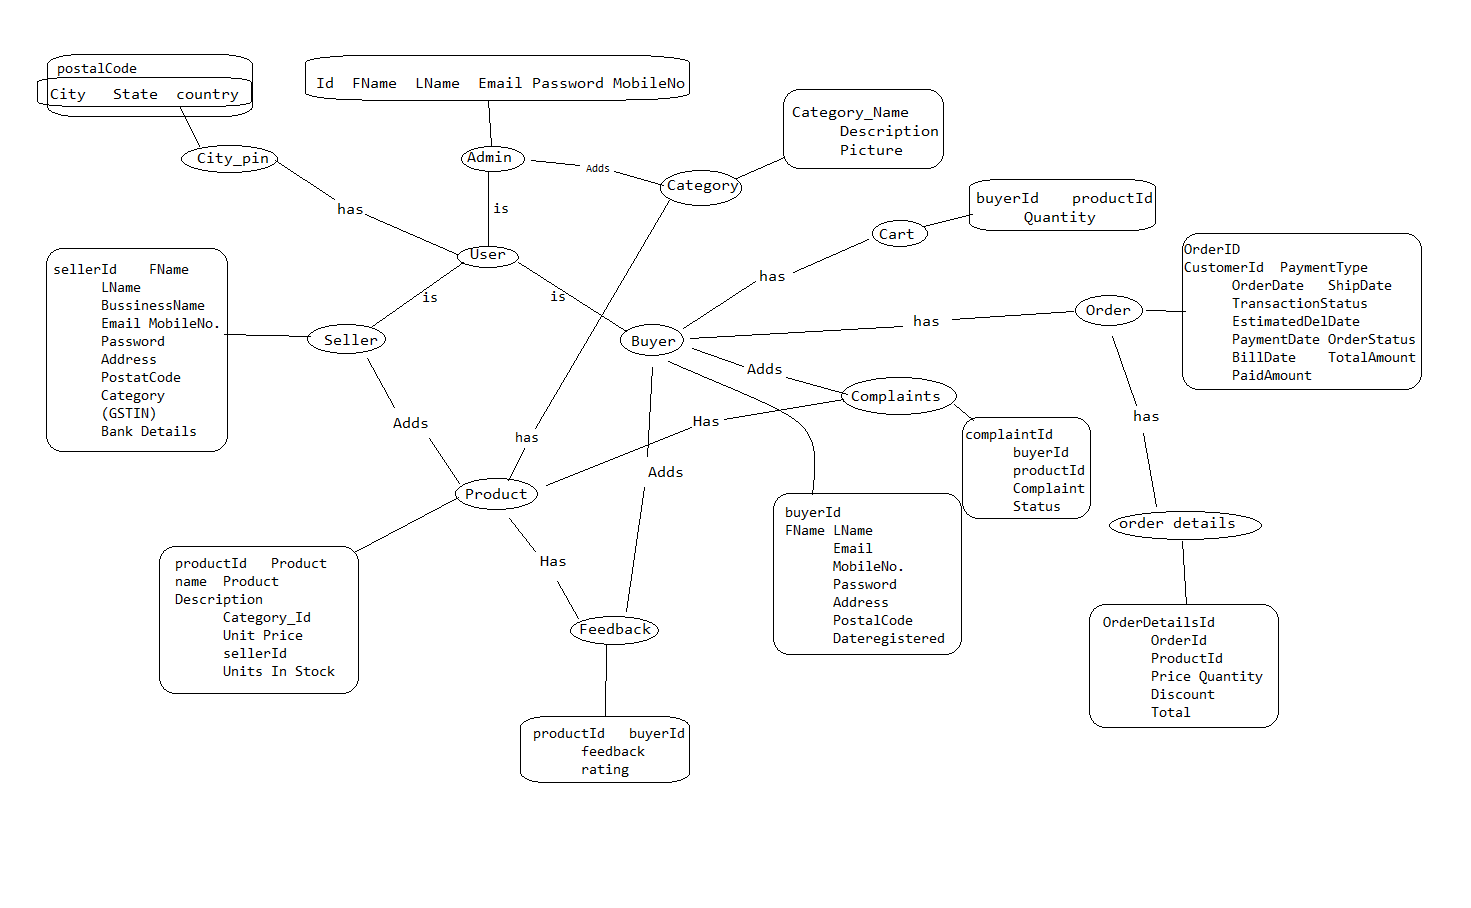 postalCode
City State country
Id FName LName Email Password MobileNo
City_pin
Admin
Adds
Category
Category_Name
Description
Picture
has
is
User
buyerId productId
Quantity
Cart
has
sellerId FName
LName
BussinessName
Email MobileNo.
Password
Address
PostatCode
Category
(GSTIN)
Bank Details
is
is
Seller
Buyer
has
Order
OrderID
CustomerId PaymentType
OrderDate ShipDate
TransactionStatus
EstimatedDelDate
PaymentDate OrderStatus
BillDate TotalAmount
PaidAmount
Adds
Complaints
Adds
has
Has
has
complaintId
buyerId
productId
Complaint
Status
Adds
Product
buyerId
FName LName
Email
MobileNo.
Password
Address
PostalCode
Dateregistered
order details
Has
productId Product
name Product
Description
Category_Id
Unit Price
sellerId
Units In Stock
Feedback
OrderDetailsId
OrderId
ProductId
Price Quantity
Discount
Total
productId buyerId
feedback
rating